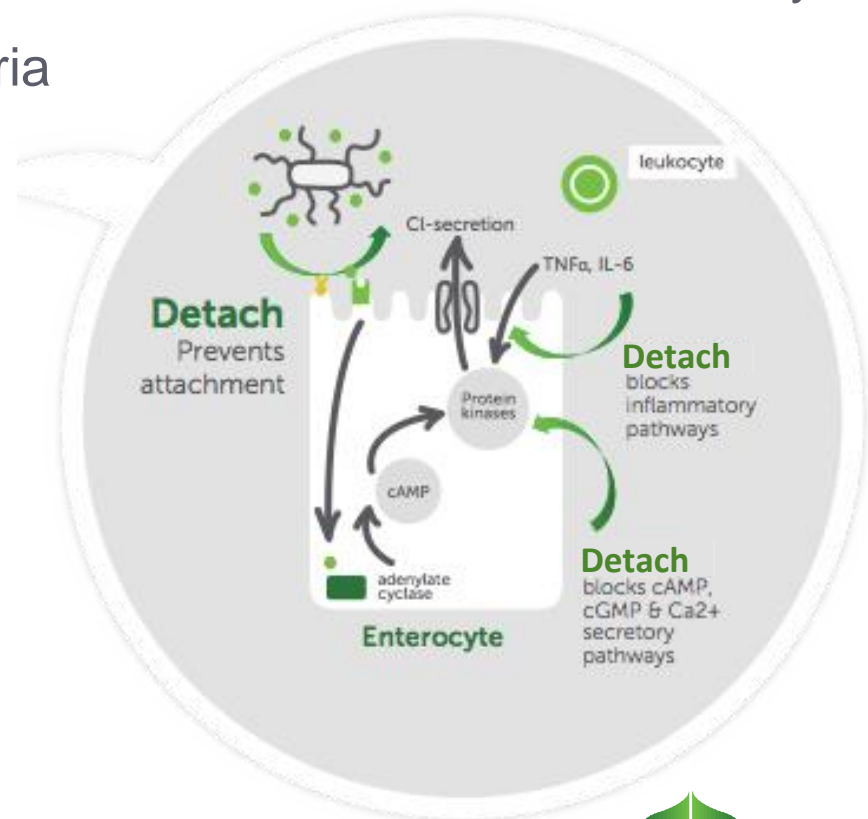 ria
leukocyte
Cl-secretion
TNFα, IL-6
Detach
Prevents
attachment
Detach
blocks
inflammatory
pathways
Protein
kinases
cAMP
adenylate
cyclase
Enterocyte
Detach
blocks cAMP,
cGMP & Ca2+
secretory
pathways